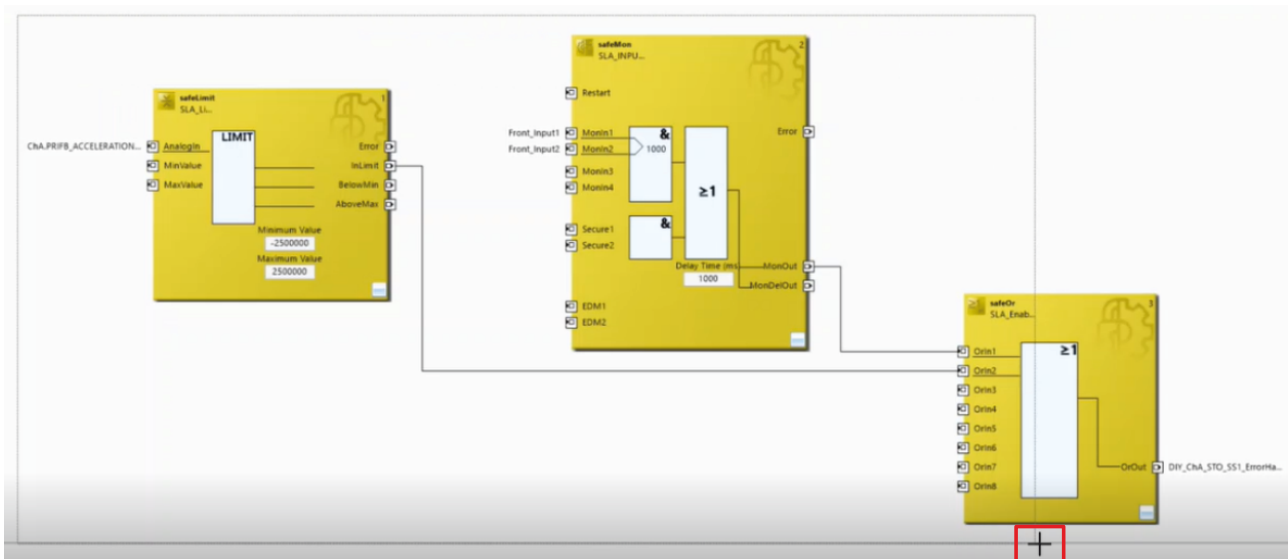 safeLimit
1
SLA_Li...
LIMIT
ChA.PRIFB_ACCELERATION...
AnalogIn
MinValue
MaxValue
Error
InLimit
BelowMin
AboveMax
Minimum Value
-2500000
Maximum Value
2500000
safeMon
2
SLA_INPU...
Restart
Front_Input1
MonIn1
Front_Input2
MonIn2
MonIn3
MonIn4
&
1000
≥1
Error
Secure1
Secure2
&
Delay Time (ms
1000
MonOut
MonDelOut
EDM1
EDM2
safeOr
3
SLA_Enab...
≥1
OrIn1
OrIn2
OrIn3
OrIn4
OrIn5
OrIn6
OrIn7
OrIn8
OrOut
DIY_ChA_STO_SS1_ErrorHa...